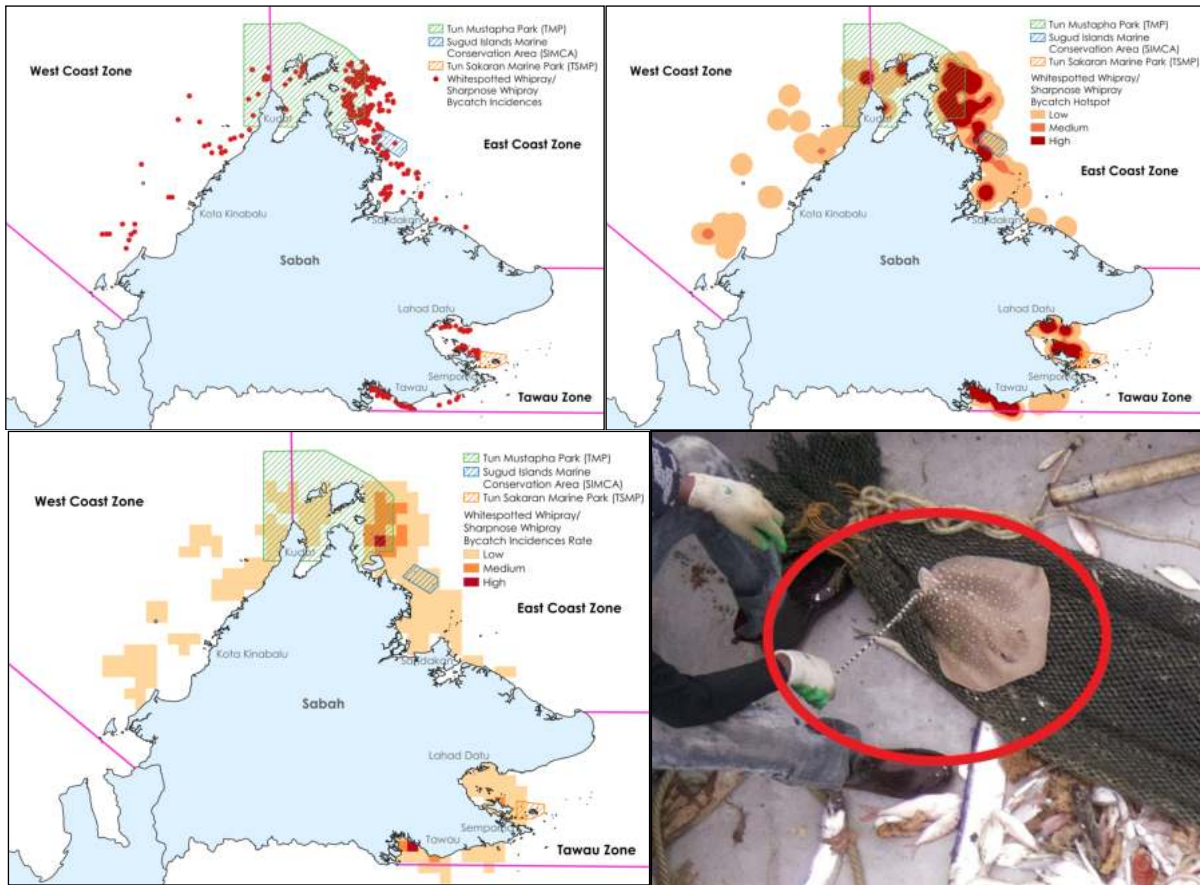 Tun Mustapha Park (TMP)
Sugud Islands Marine
Conservation Area (SIMCA)
Tun Sakaran Marine Park (TSMP)
Whitespotted Whipray/
Sharpnose Whipray
Bycatch Incidences
West Coast Zone
East Coast Zone
Kudat
Kota Kinabalu
Sandakan
Sabah
Lahad Datu
Semporna
Tawau
Tawau Zone
Tun Mustapha Park (TMP)
Sugud Islands Marine
Conservation Area (SIMCA)
Tun Sakaran Marine Park (TSMP)
Whitespotted Whipray/
Sharpnose Whipray
Bycatch Hotspot
Low
Medium
High
West Coast Zone
East Coast Zone
Kudat
Kota Kinabalu
Sandakan
Sabah
Lahad Datu
Semporna
Tawau
Tawau Zone
Tun Mustapha Park (TMP)
Sugud Islands Marine
Conservation Area (SIMCA)
Tun Sakaran Marine Park (TSMP)
Whitespotted Whipray/
Sharpnose Whipray
Bycatch Incidences Rate
Low
Medium
High
West Coast Zone
East Coast Zone
Kudat
Kota Kinabalu
Sandakan
Sabah
Lahad Datu
Semporna
Tawau
Tawau Zone